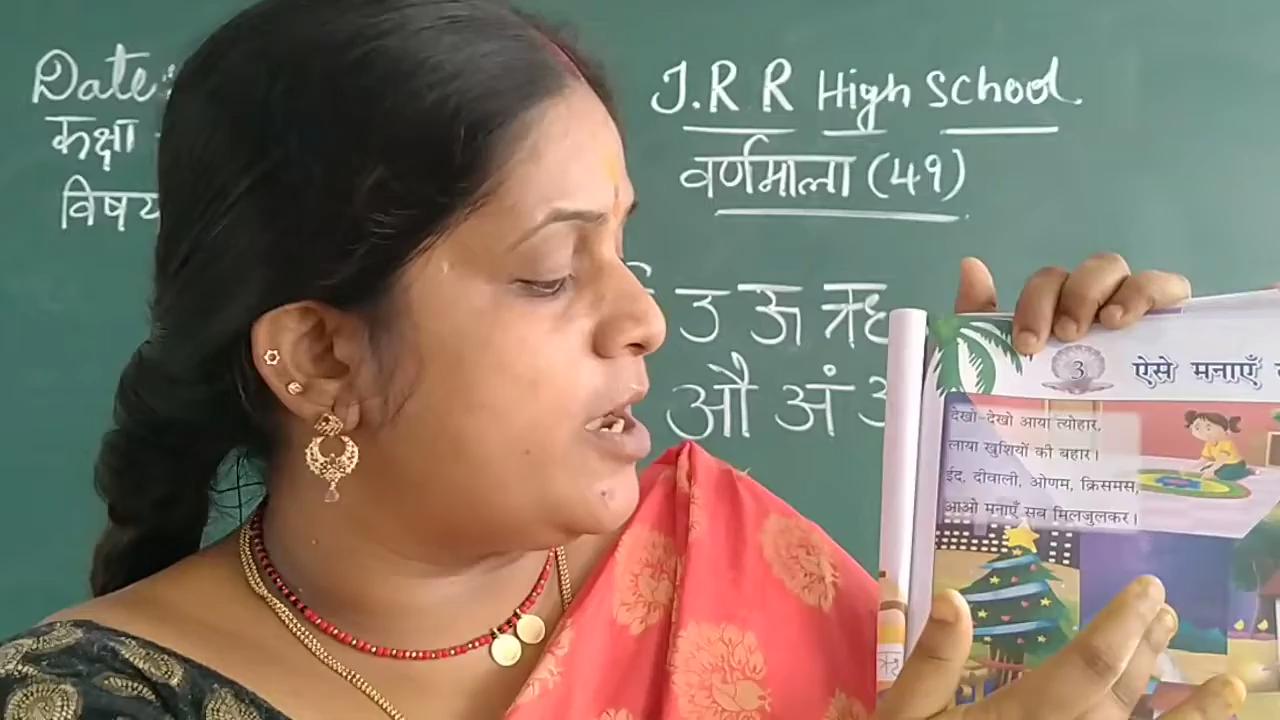 Date:
कक्षा
विषय
J.R R High School.
वर्णमाला (49)
उ ऊ ऋ
औ अं
3 ऐसे मनाएँ
देखो-देखो आया त्योहार,
लाया खुशियों की बहार।
ईद, दीवाली, ओणम, क्रिसमस,
आओ मनाएँ सब मिलजुलकर।